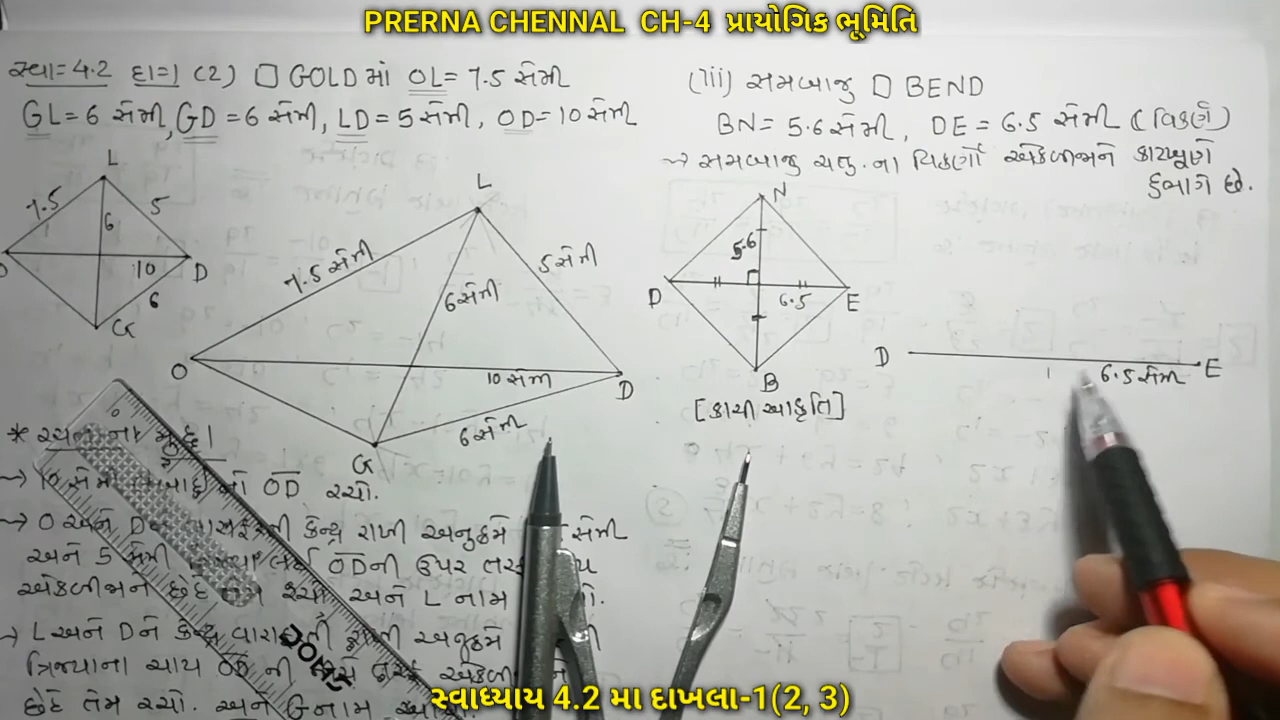 PRERNA CHENNAL CH-4 પ્રાયોગિક ભૂમિતિ
સ્વા=4.2 દા=1 (2) □ GOLD માં OL= 7.5 સેમી
GL = 6 સેમી, GD = 6 સેમી, LD = 5 સેમી, OD = 10 સેમી
L
7.5
5
6
10
D
6
G
L
7.5 સેમી
5 સેમી
6 સેમી
O
10 સેમી
D
6 સેમી
G
* રચનાના મુદ્દા
→ 10 સેમી નો OD રચો.
→ O અને D ને કેન્દ્ર રાખી અનુક્રમે સેમી
અને 5 સેમી લઈ OD ની ઉપર
એકબીજાને છેદે તેમ રચો અને L નામ
→ L અને D ને કેન્દ્ર અનુક્રમે
ત્રિજ્યાના ચાપ OD ની
છેદે તેમ રચો. અને G નામ
(iii) સમબાજુ □ BEND
BN = 5.6 સેમી, DE = 6.5 સેમી (વિકર્ણ)
→ સમબાજુ ચતુ. ના વિકર્ણો એકબીજાને કાટખૂણે
દુભાગે છે.
N
5.6
D
6.5
E
B
[કાચી આકૃતિ]
D
6.5 સેમી
E
2
સ્વાધ્યાય 4.2 મા દાખલા-1(2, 3)